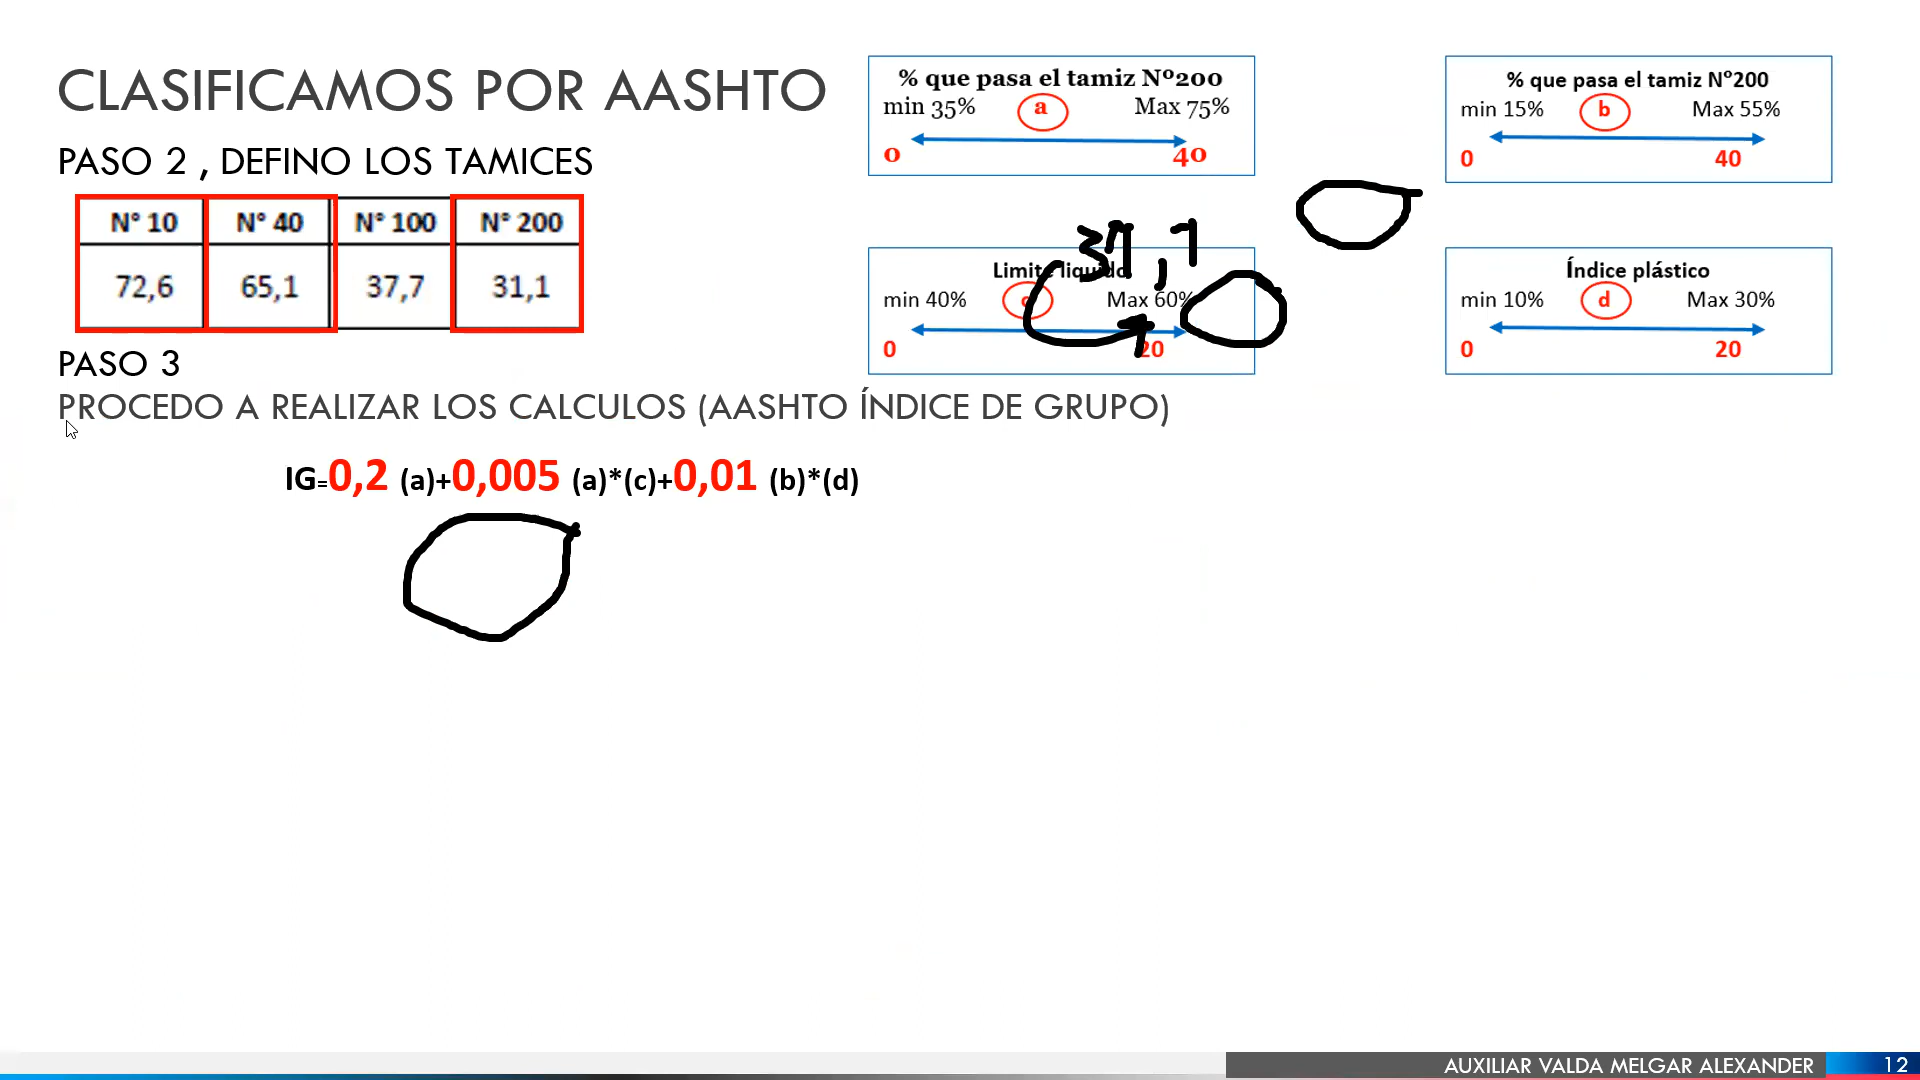 CLASIFICAMOS POR AASHTO
PASO 2 , DEFINO LOS TAMICES
N° 10 N° 40 N° 100 N° 200
72,6 65,1 37,7 31,1
% que pasa el tamiz Nº200
min 35% a Max 75%
0 40
% que pasa el tamiz N°200
min 15% b Max 55%
0 40
Limite liquido
min 40% c Max 60%
0 20
Índice plástico
min 10% d Max 30%
0 20
PASO 3
PROCEDO A REALIZAR LOS CALCULOS (AASHTO ÍNDICE DE GRUPO)
IG=0,2 (a)+0,005 (a)*(c)+0,01 (b)*(d)
AUXILIAR VALDA MELGAR ALEXANDER 12